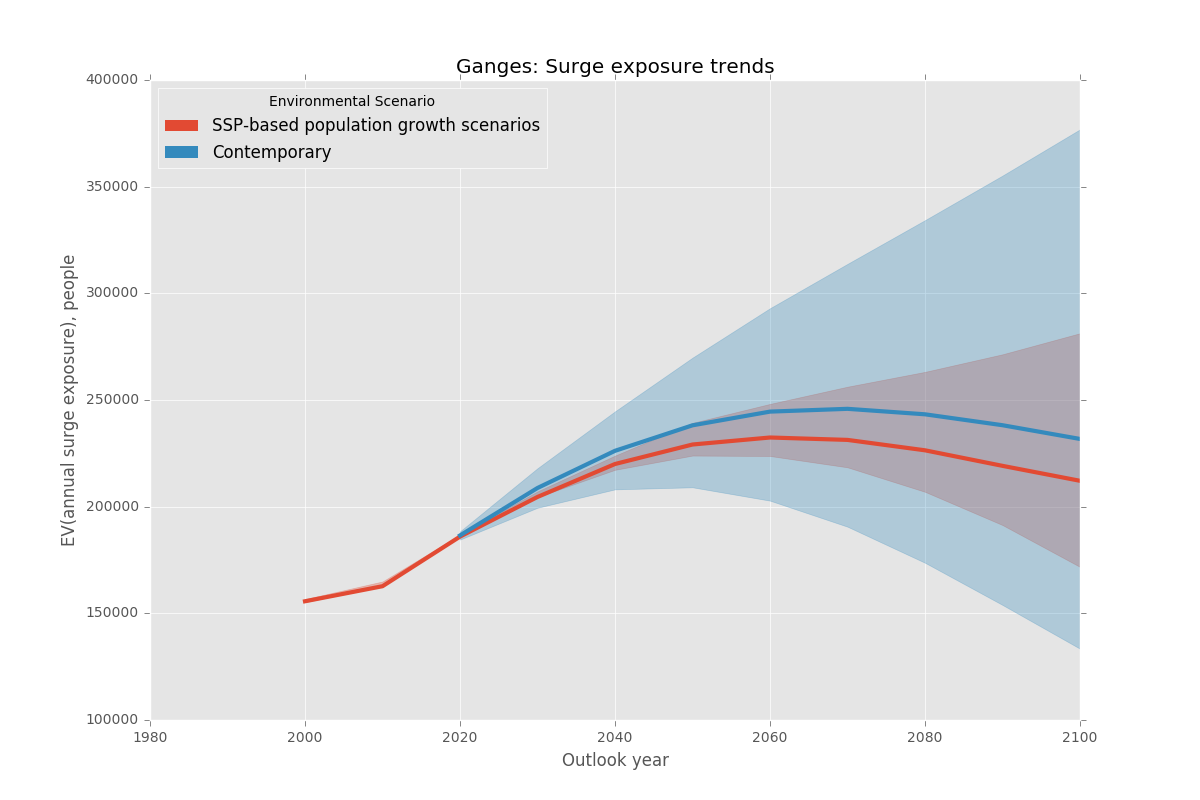 Ganges: Surge exposure trends
Environmental Scenario
SSP-based population growth scenarios
Contemporary
EV(annual surge exposure), people
400000
350000
300000
250000
200000
150000
100000
1980 2000 2020 2040 2060 2080 2100
Outlook year